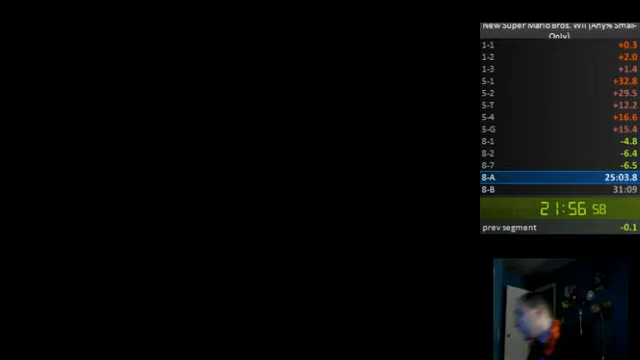 New Super Mario Bros. Wii (Any% Small-
Only)
1-1 +0.3
1-2 +2.0
1-3 +1.4
5-1 +32.8
5-2 +29.5
5-T +12.2
5-4 +16.6
5-G +15.4
8-1 -4.8
8-2 -6.4
8-7 -6.5
8-A 25:03.8
8-B 31:09
21:56 58
prev segment -0.1